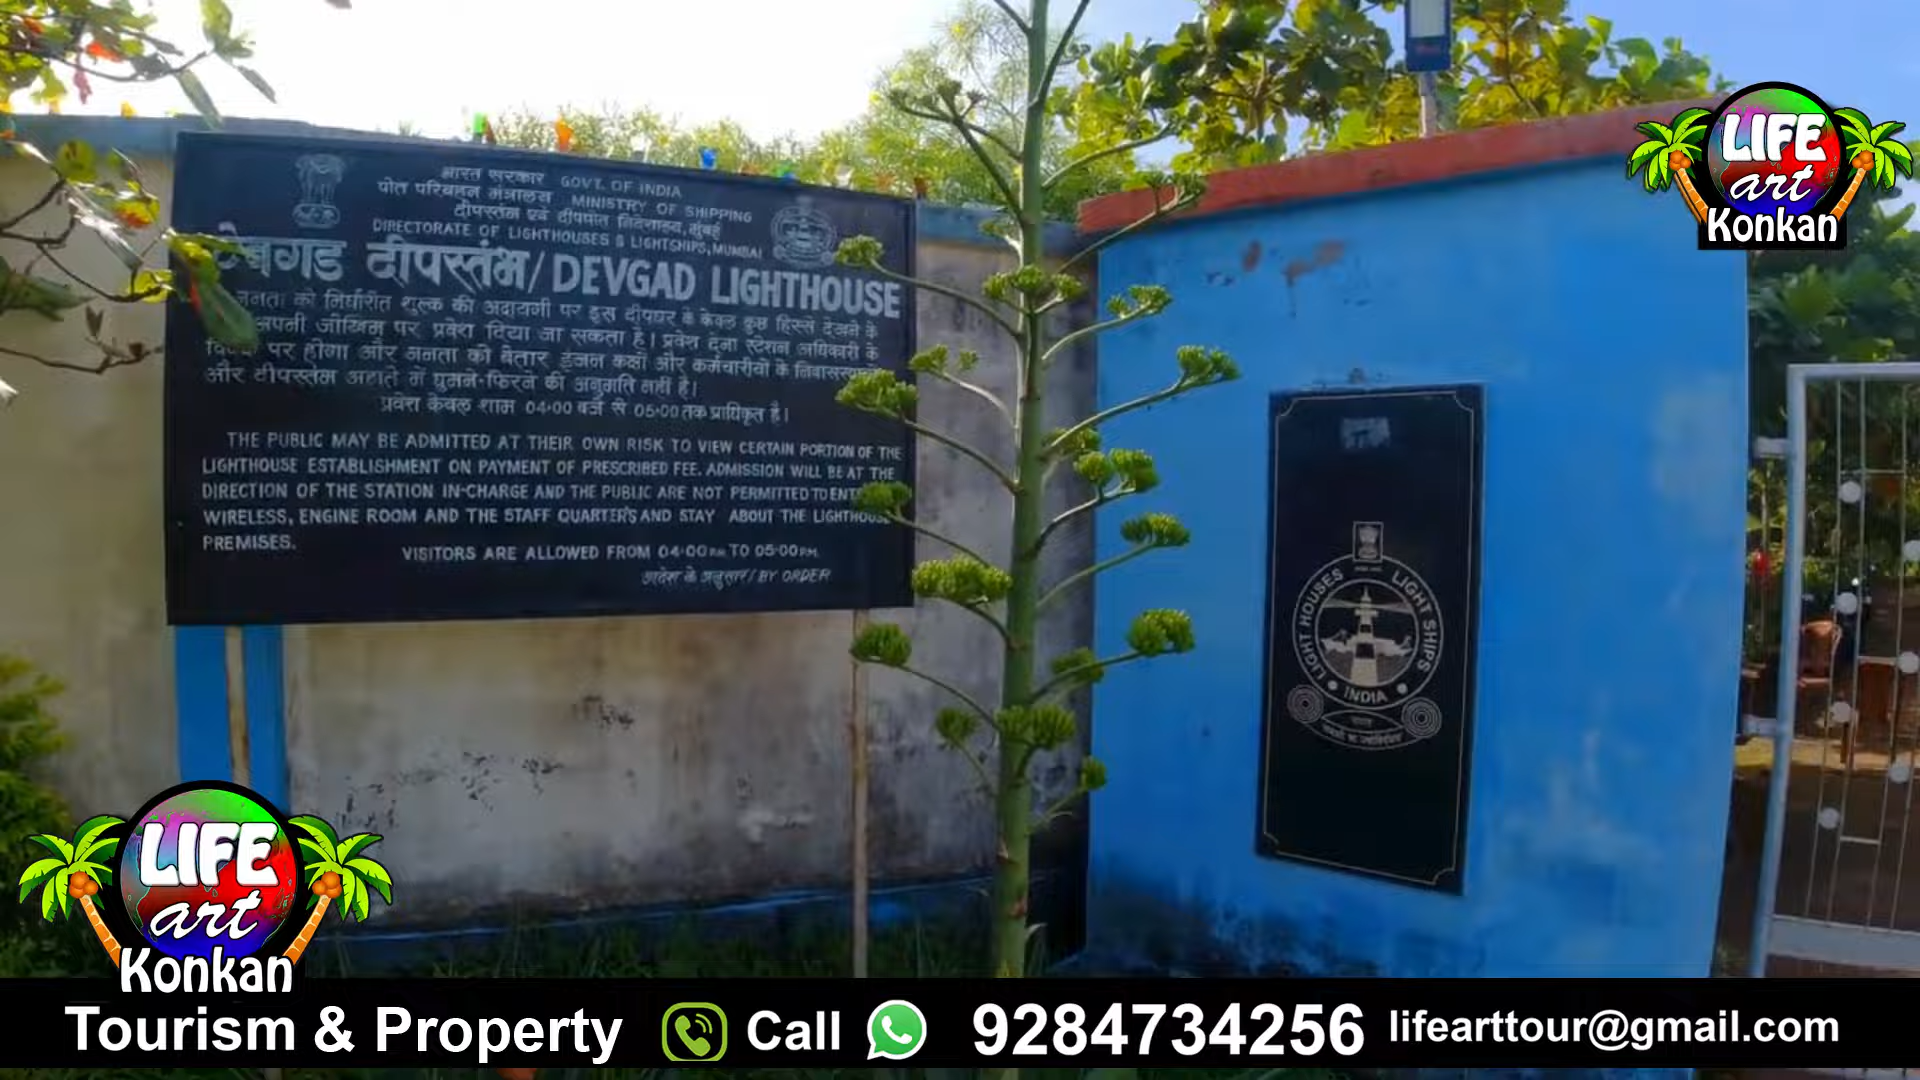 भारत सरकार GOVT. OF INDIA
पोत परिवहन मंत्रालय MINISTRY OF SHIPPING
दीपस्तंभ एवं दीपपोत निदेशालय, मुंबई
DIRECTORATE OF LIGHTHOUSES & LIGHTSHIPS, MUMBAI
देवगड दीपस्तंभ/DEVGAD LIGHTHOUSE
जनता को निर्धारित शुल्क की अदायगी पर इस दीपघर के केवल कुछ हिस्से देखने के
अपनी जोखिम पर प्रवेश दिया जा सकता है। प्रवेश देना स्टेशन अधिकारी के
पर होगा और जनता को बेतार इंजन कक्षों और कर्मचारीयों के
और दीपस्तंभ अहाते में घुमने-फिरने की अनुमति नहीं है।
प्रवेश केवल शाम 04:00 बजे से 05:00 तक प्राधिकृत है।
THE PUBLIC MAY BE ADMITTED AT THEIR OWN RISK TO VIEW CERTAIN PORTION OF THE
LIGHTHOUSE ESTABLISHMENT ON PAYMENT OF PRESCRIBED FEE. ADMISSION WILL BE AT THE
DIRECTION OF THE STATION IN-CHARGE AND THE PUBLIC ARE NOT PERMITTED TO
WIRELESS, ENGINE ROOM AND THE STAFF QUARTER'S AND STAY ABOUT THE LIGHTHOUSE
PREMISES.
VISITORS ARE ALLOWED FROM 04:00 P.M. TO 05:00 P.M.
आदेश के अनुसार/BY ORDER
LIGHT HOUSES LIGHT SHIPS
INDIA
LIFE
art
Konkan
LIFE
art
Konkan
Tourism & Property Call 9284734256 lifearttour@gmail.com